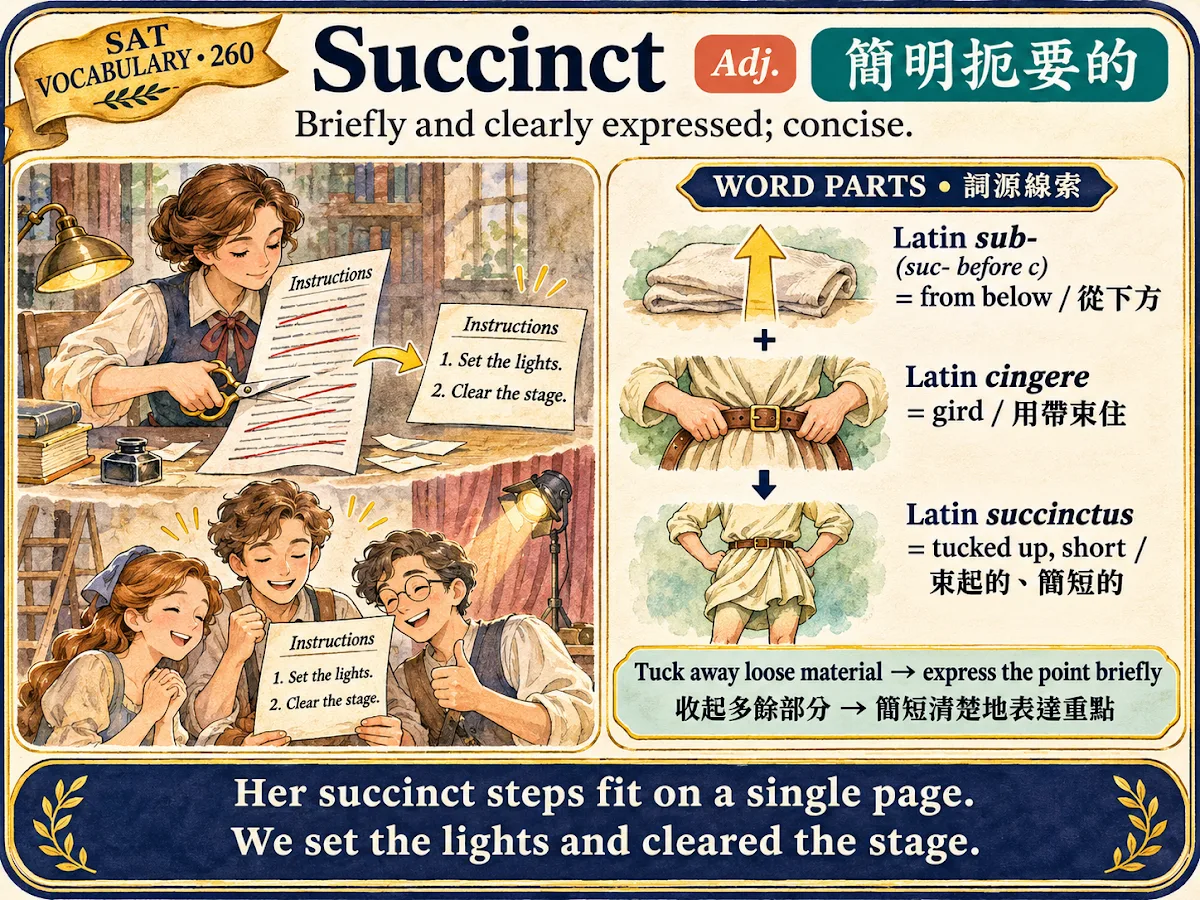 SAT
VOCABULARY • 260
Succinct
Adj.
簡明扼要的
Briefly and clearly expressed; concise.
Instructions
Instructions
1. Set the lights.
2. Clear the stage.
Instructions
1. Set the lights.
2. Clear the stage.
WORD PARTS • 詞源線索
Latin sub-
(suc- before c)
= from below / 從下方
+
Latin cingere
= gird / 用帶束住
Latin succinctus
= tucked up, short /
束起的、簡短的
Tuck away loose material → express the point briefly
收起多餘部分 → 簡短清楚地表達重點
Her succinct steps fit on a single page.
We set the lights and cleared the stage.